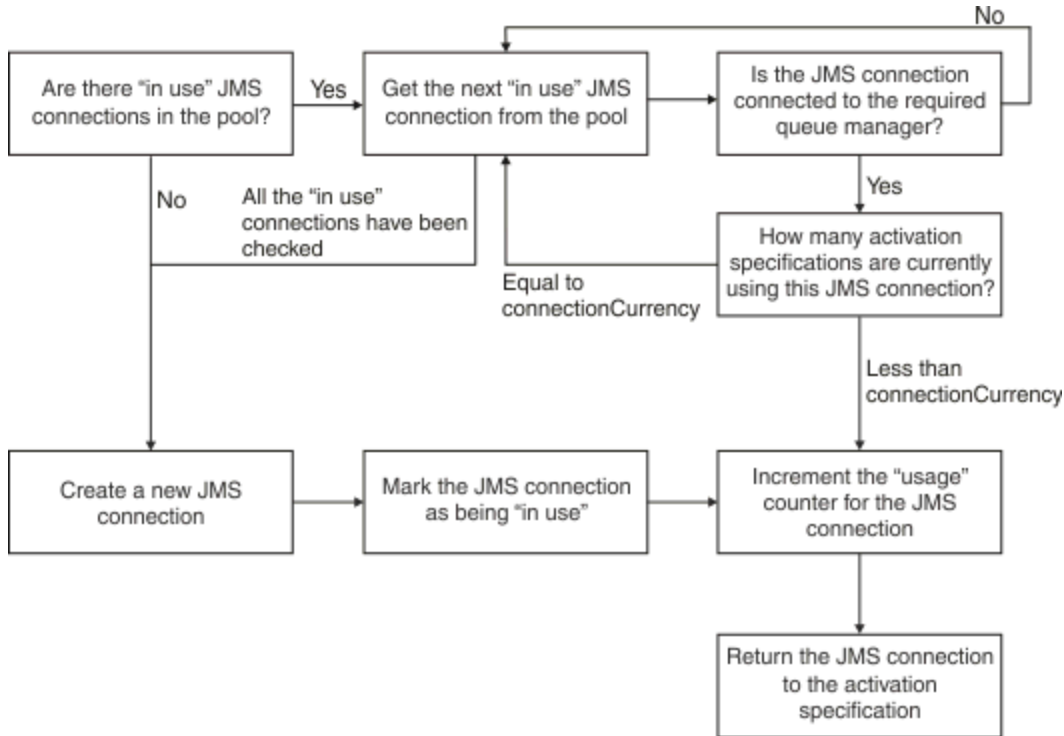 No
Are there “in use” JMS
connections in the pool?
Yes
Get the next “in use” JMS
connection from the pool
Is the JMS connection
connected to the required
queue manager?
No
All the “in use”
connections have been
checked
Yes
How many activation
specifications are currently
using this JMS connection?
Equal to
connectionCurrency
Less than
connectionCurrency
Create a new JMS
connection
Mark the JMS connection
as being “in use”
Increment the “usage”
counter for the JMS
connection
Return the JMS connection
to the activation
specification